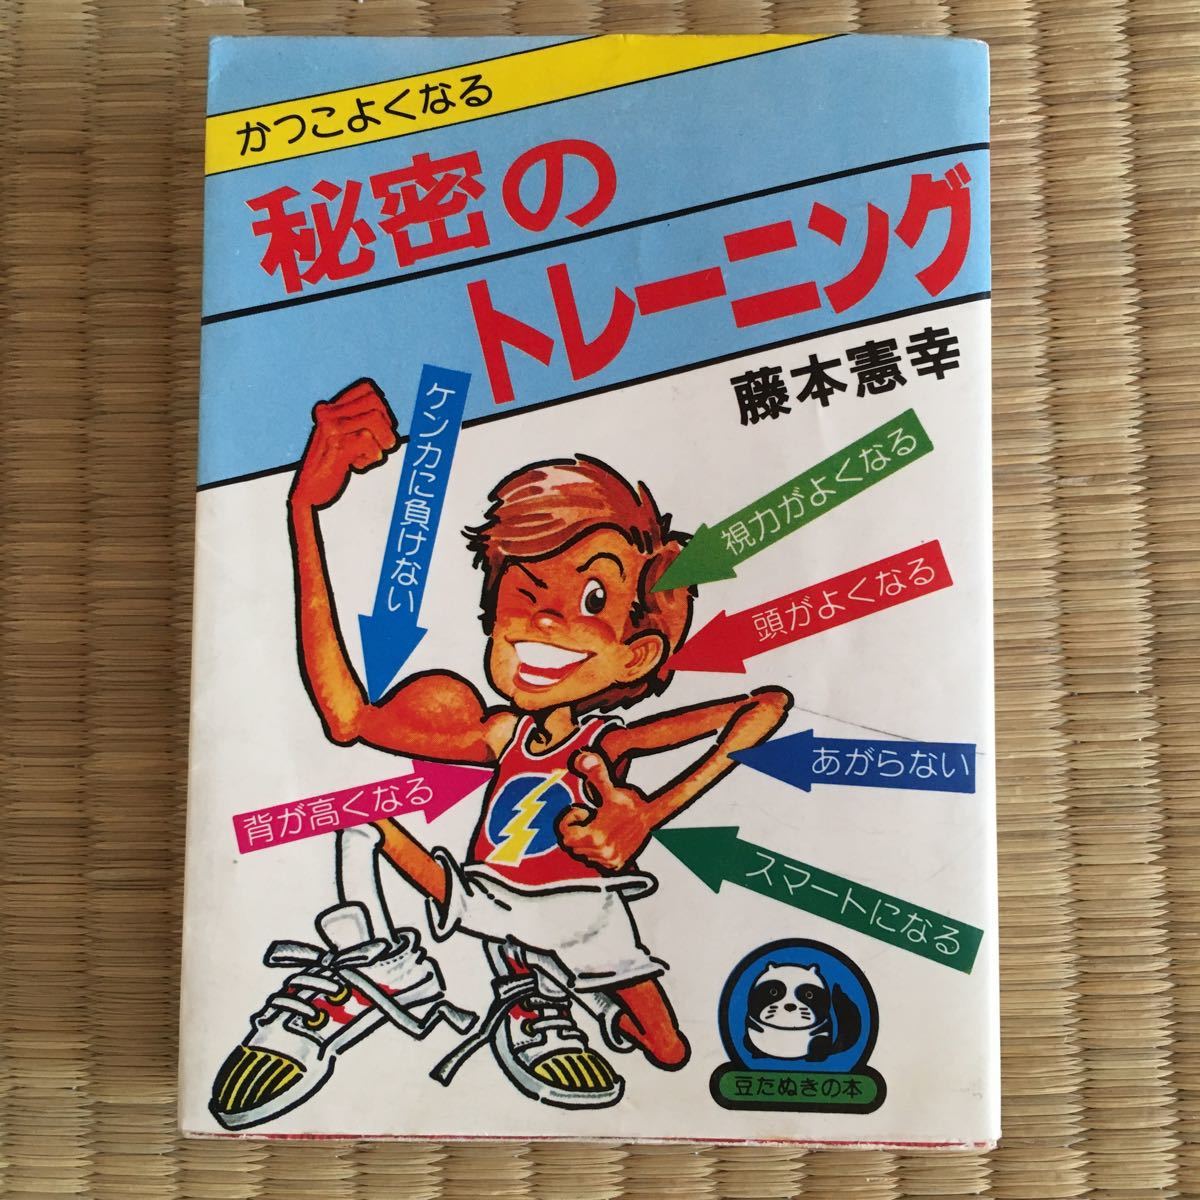 かつこよくなる
秘密の
トレーニング
藤本憲幸
ケンカに負けない
視力がよくなる
頭がよくなる
あがらない
背が高くなる
スマートになる
豆たぬきの本